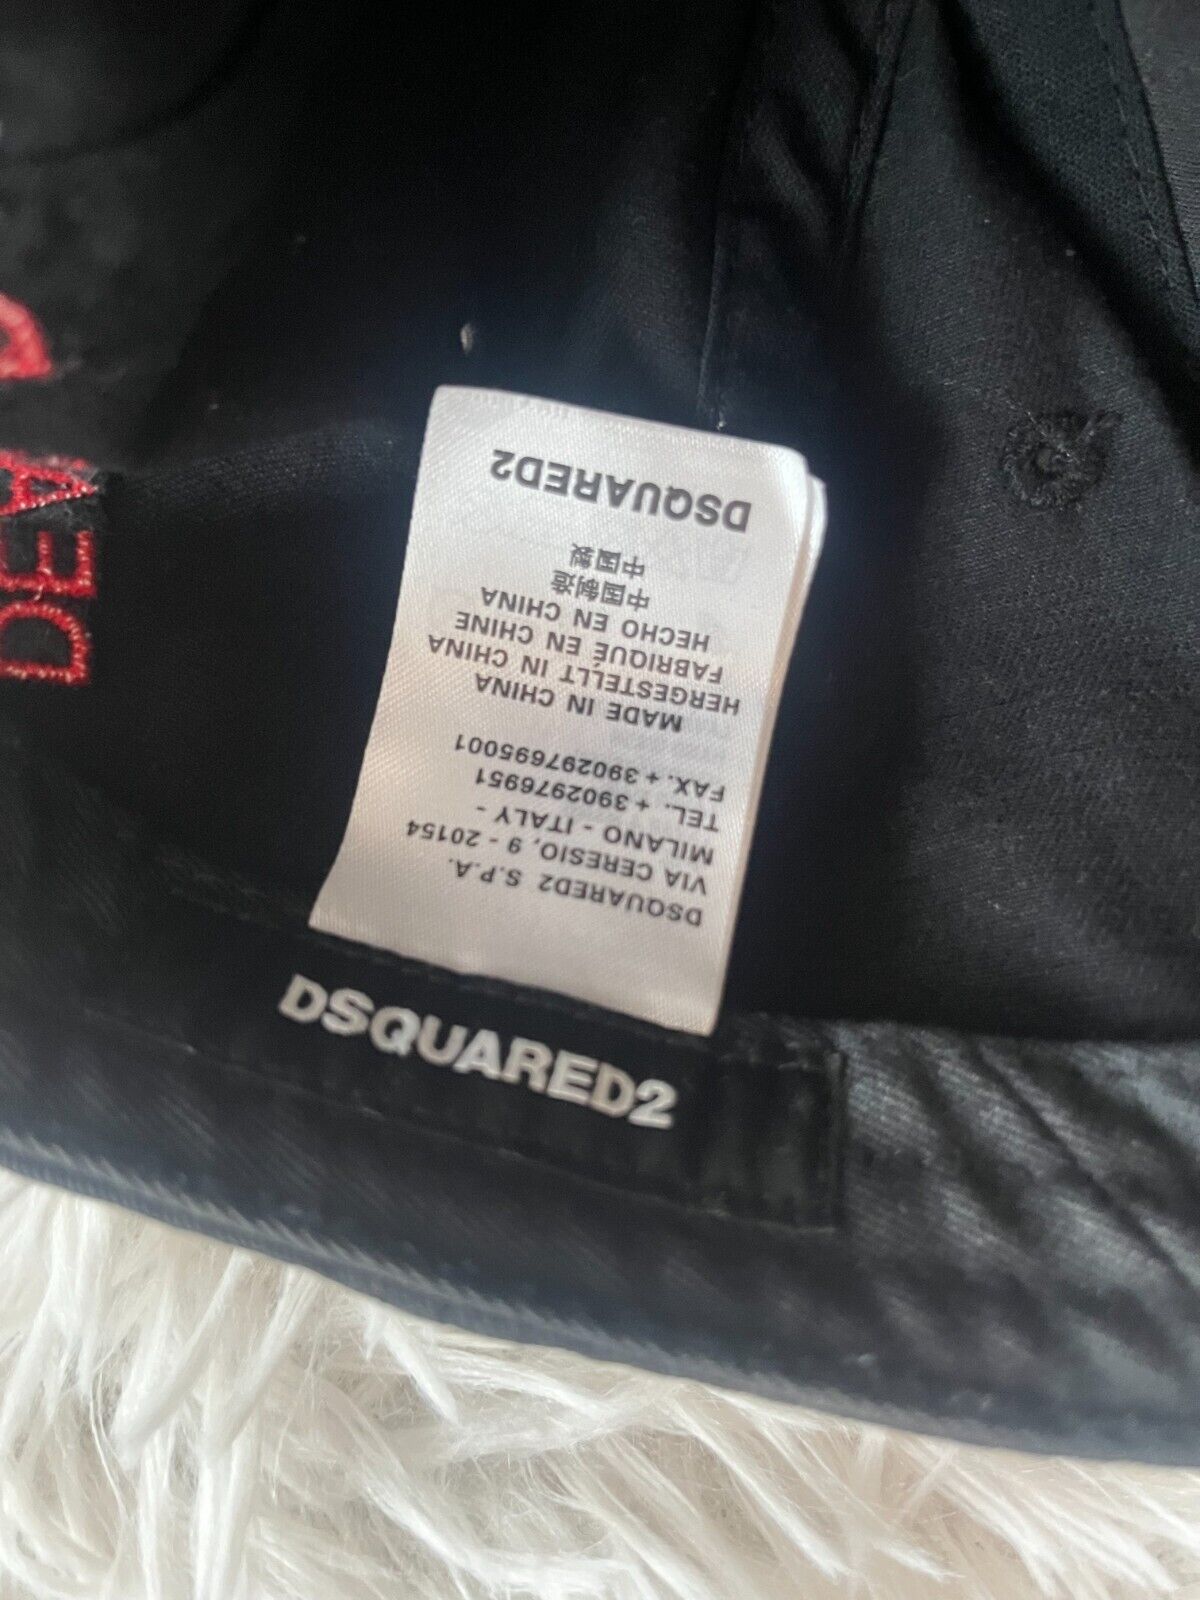 DSQUARED2
中国製
中国制造
HECHO EN CHINA
FABRIQUÉ EN CHINE
HERGESTELLT IN CHINA
MADE IN CHINA
FAX. + 390297695001
TEL. + 3902976951
MILANO - ITALY -
VIA CERESIO, 9 - 20154
DSQUARED2 S.P.A.
DSQUARED2